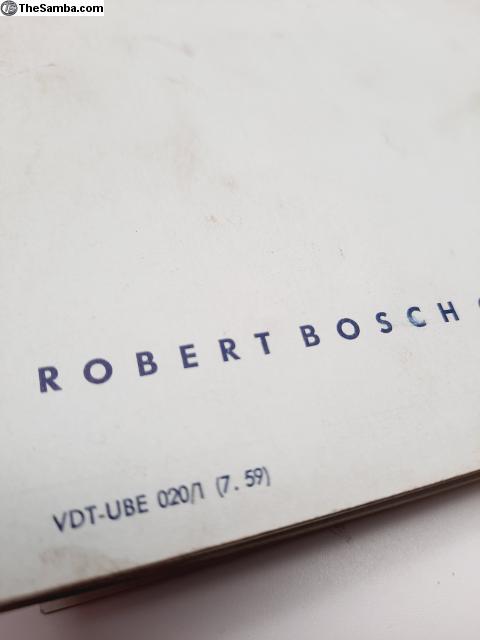 TheSamba.com
ROBERT BOSCH
VDT-UBE 020/1 (7.59)